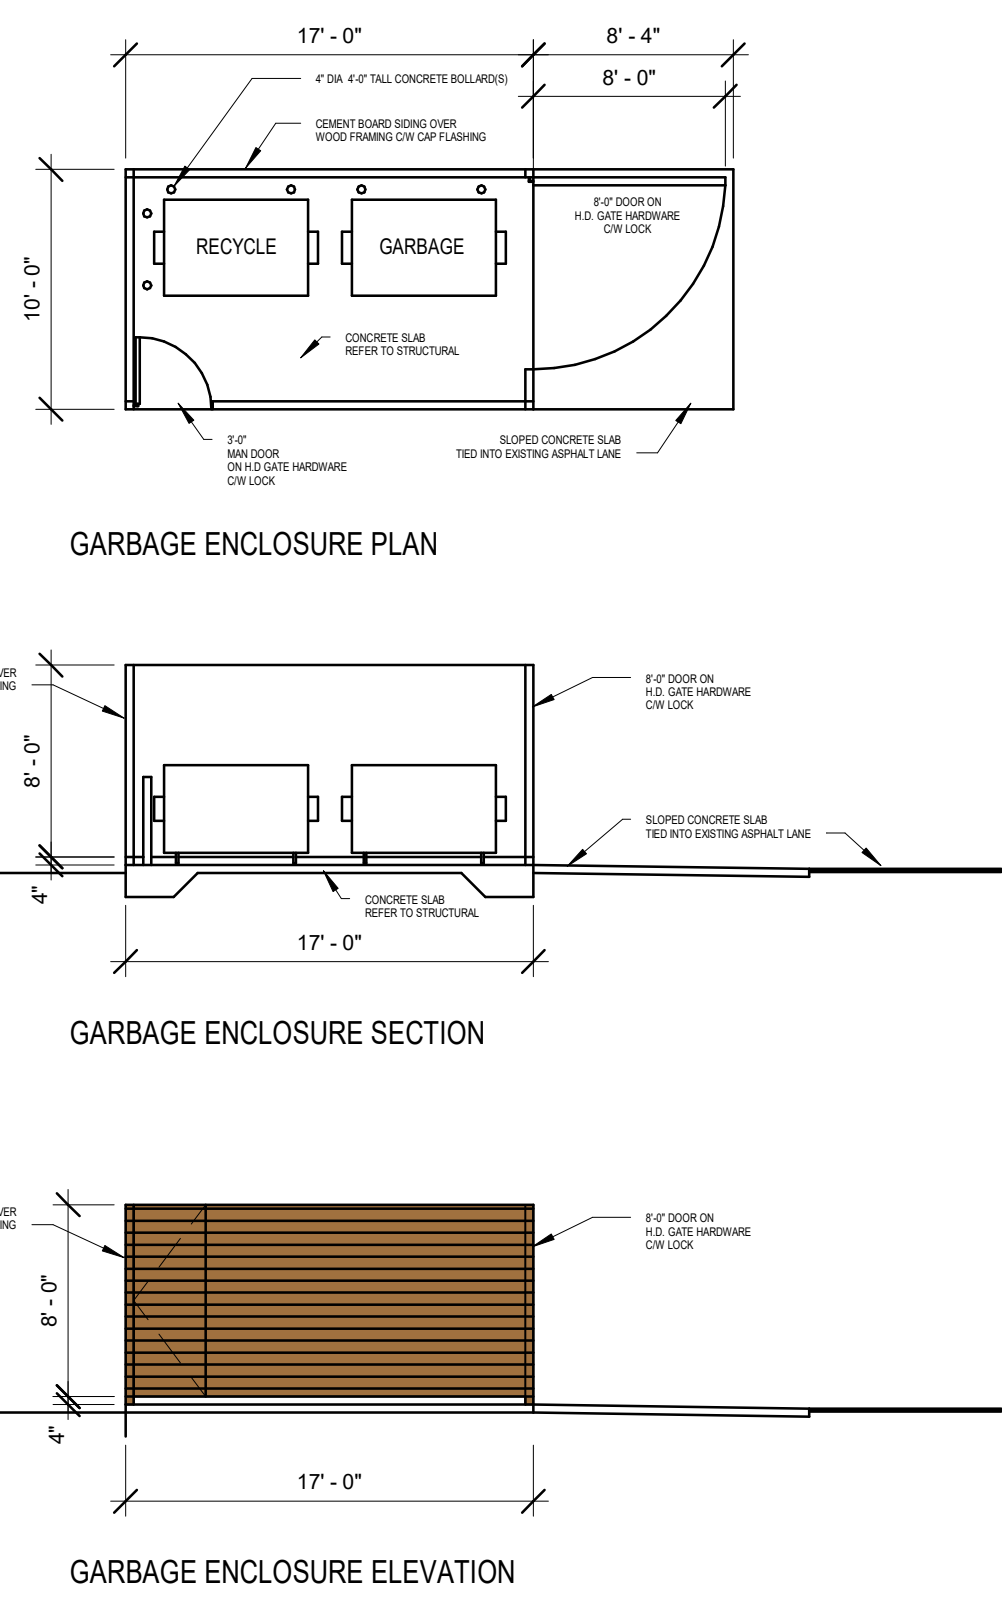 17' - 0"
8' - 4"
8' - 0"
4" DIA 4'-0" TALL CONCRETE BOLLARD(S)
CEMENT BOARD SIDING OVER
WOOD FRAMING C/W CAP FLASHING
10' - 0"
RECYCLE
GARBAGE
8'-0" DOOR ON
H.D. GATE HARDWARE
C/W LOCK
CONCRETE SLAB
REFER TO STRUCTURAL
3'-0"
MAN DOOR
ON H.D GATE HARDWARE
C/W LOCK
SLOPED CONCRETE SLAB
TIED INTO EXISTING ASPHALT LANE
GARBAGE ENCLOSURE PLAN
VER
ING
8' - 0"
4"
8'-0" DOOR ON
H.D. GATE HARDWARE
C/W LOCK
SLOPED CONCRETE SLAB
TIED INTO EXISTING ASPHALT LANE
CONCRETE SLAB
REFER TO STRUCTURAL
17' - 0"
GARBAGE ENCLOSURE SECTION
VER
ING
8' - 0"
4"
8'-0" DOOR ON
H.D. GATE HARDWARE
C/W LOCK
17' - 0"
GARBAGE ENCLOSURE ELEVATION